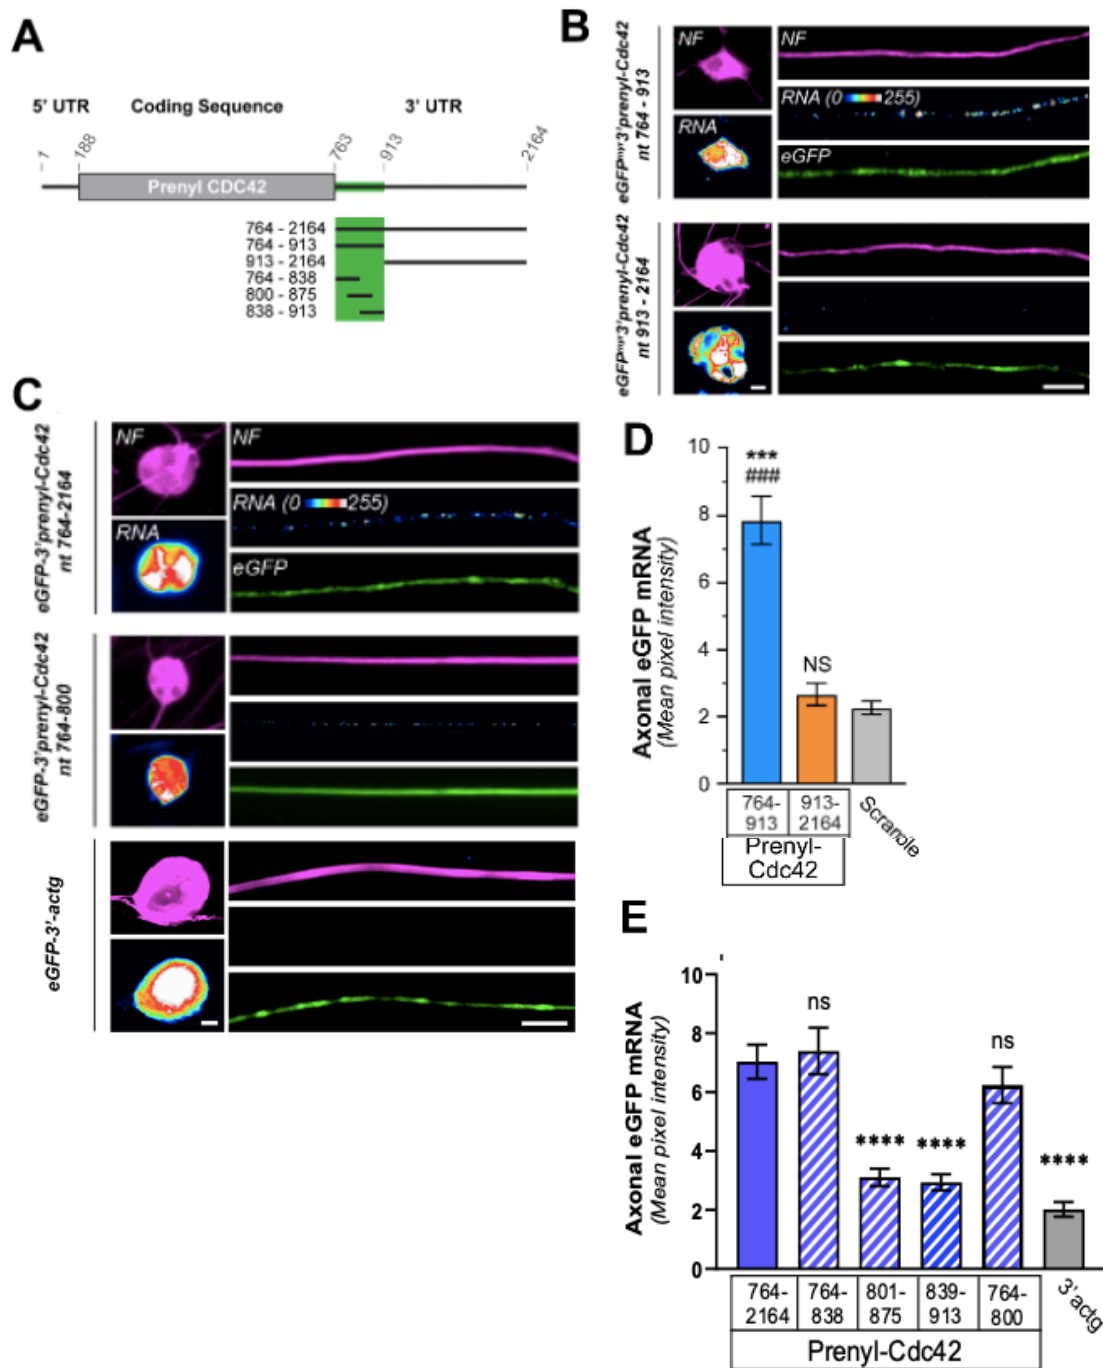 A
5' UTR Coding Sequence 3' UTR
1 188 763 913 2164
Prenyl CDC42
764 - 2164
764 - 913
913 - 2164
764 - 838
800 - 875
838 - 913
B
eGFPᵐʸʳ3'prenyl-Cdc42
nt 764 - 913
NF
NF
RNA (0 255)
RNA
eGFP
eGFPᵐʸʳ3'prenyl-Cdc42
nt 913 - 2164
C
eGFP-3'prenyl-Cdc42
nt 764-2164
NF
NF
RNA (0 255)
RNA
eGFP
eGFP-3'prenyl-Cdc42
nt 764-800
eGFP-3'-actg
D
Axonal eGFP mRNA
(Mean pixel intensity)
10
8
6
4
2
0
***
###
NS
764-
913
913-
2164
Scramble
Prenyl-
Cdc42
E
Axonal eGFP mRNA
(Mean pixel intensity)
10
8
6
4
2
0
ns
****
****
ns
****
764-
2164
764-
838
801-
875
839-
913
764-
800
3' actg
Prenyl-Cdc42